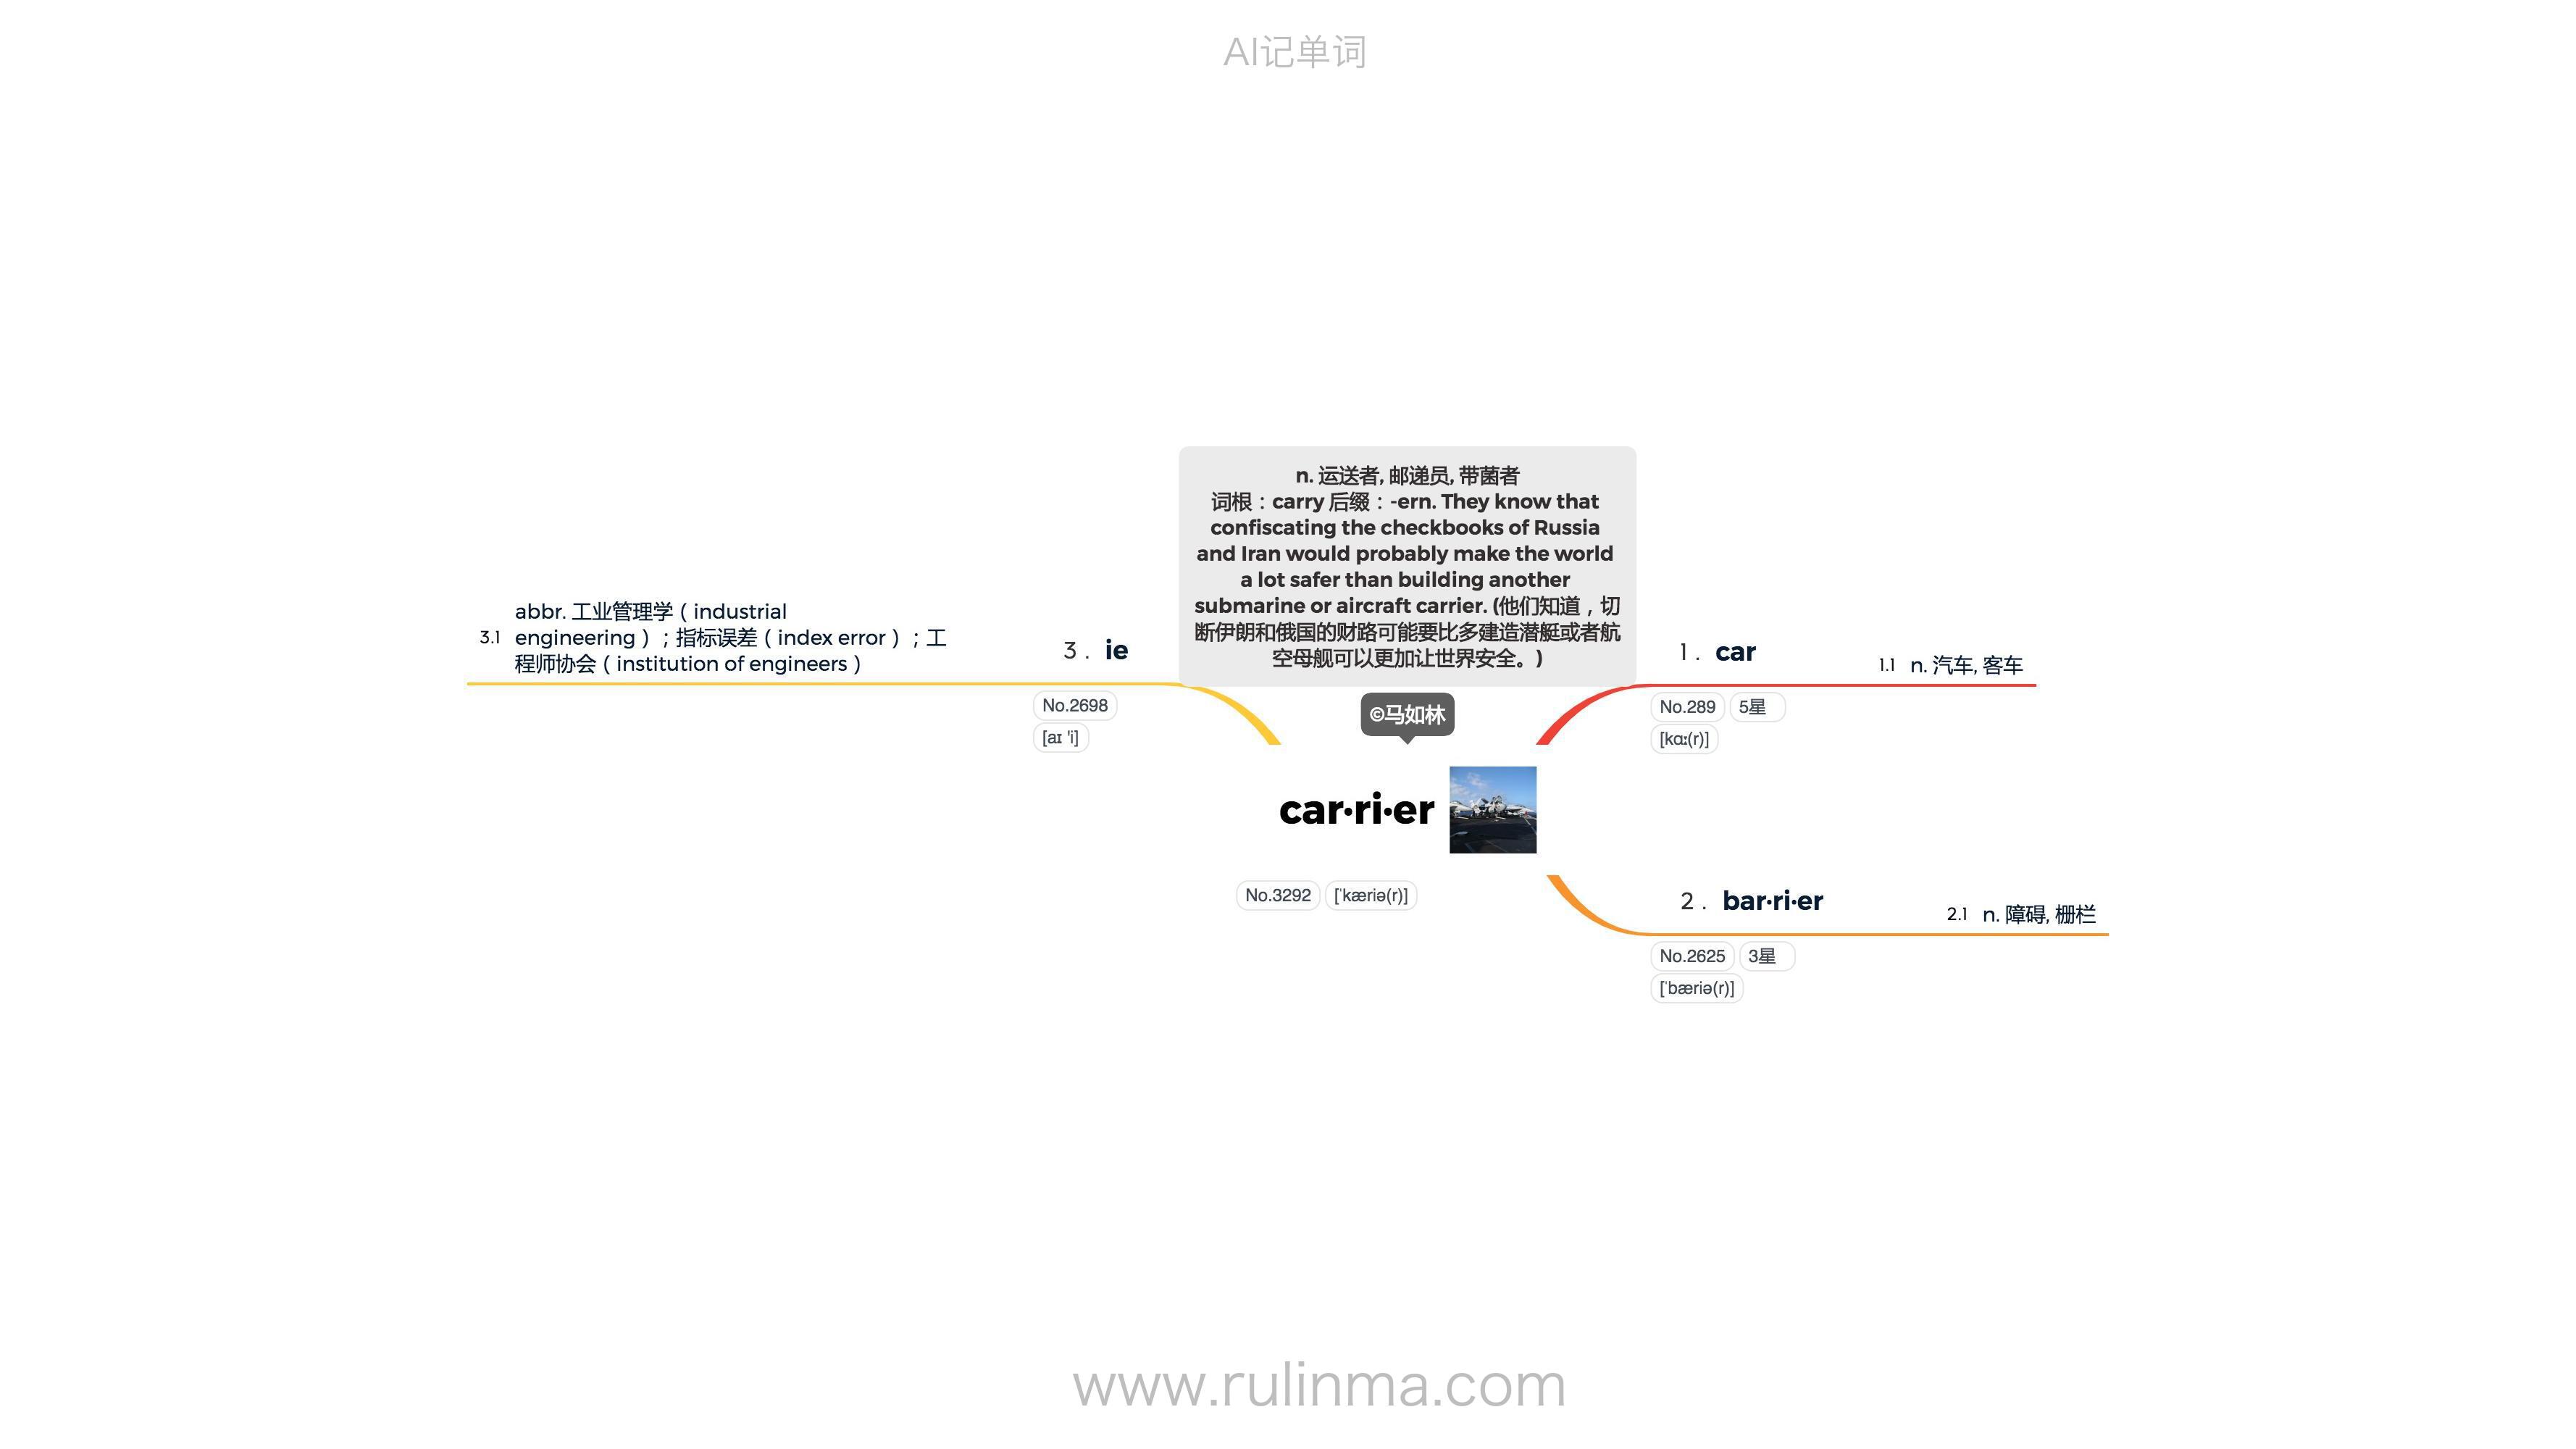 AI记单词
n. 运送者, 邮递员, 带菌者
词根：carry 后缀：-ern. They know that
confiscating the checkbooks of Russia
and Iran would probably make the world
a lot safer than building another
submarine or aircraft carrier. (他们知道，切
断伊朗和俄国的财路可能要比多建造潜艇或者航
空母舰可以更加让世界安全。)
©马如林
car·ri·er
No.3292 ['kæriə(r)]
1. car
1.1 n. 汽车, 客车
No.289 5星
[kɑː(r)]
2. bar·ri·er
2.1 n. 障碍, 栅栏
No.2625 3星
['bæriə(r)]
3. ie
3.1 abbr. 工业管理学（industrial
engineering）；指标误差（index error）；工
程师协会（institution of engineers）
No.2698
[aɪ 'i]
www.rulinma.com